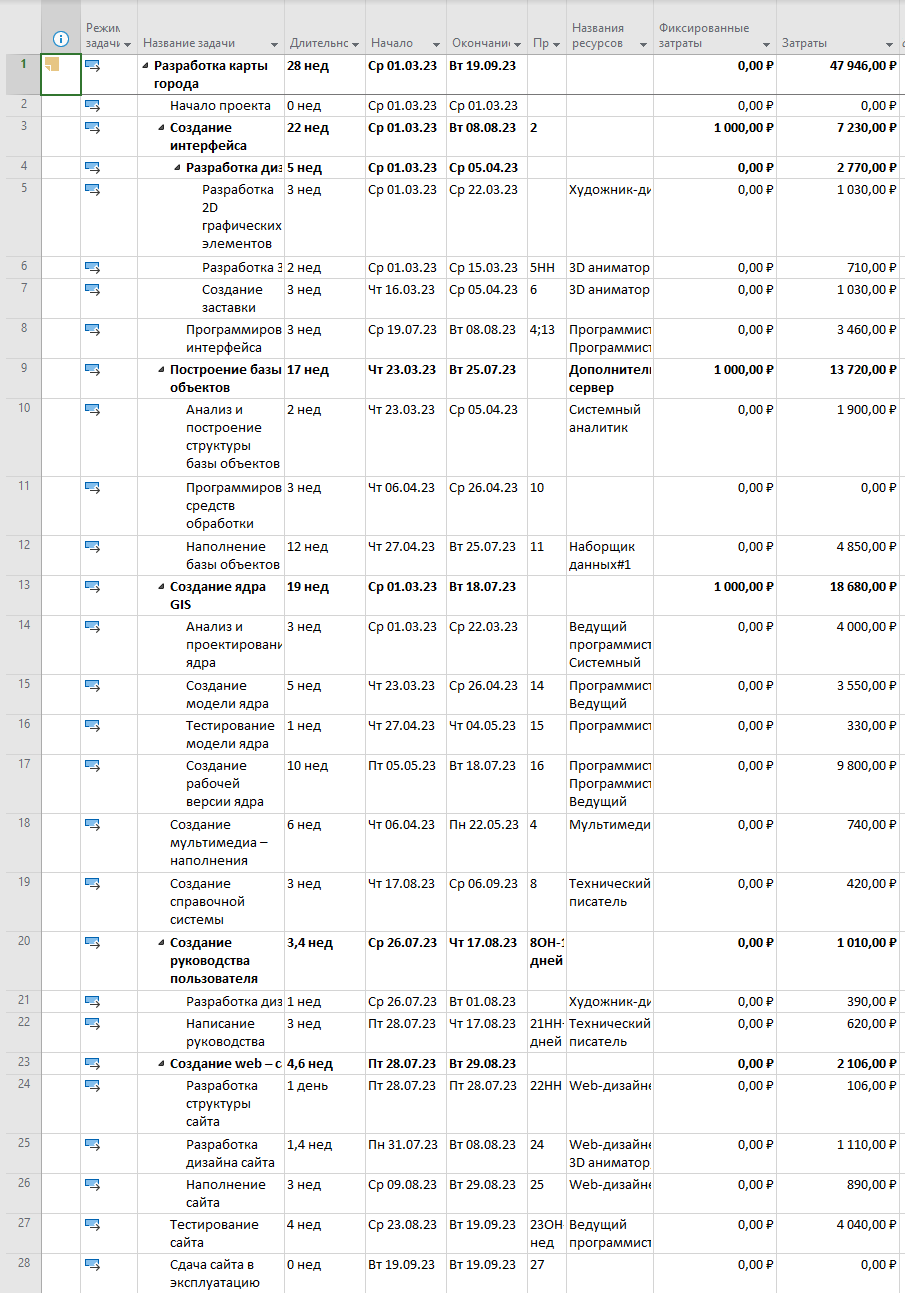 Режим задачи Название задачи Длительнс Начало Окончани Пр Названия ресурсов Фиксированные затраты Затраты
1 Разработка карты города 28 нед Ср 01.03.23 Вт 19.09.23 0,00 ₽ 47 946,00 ₽
2 Начало проекта 0 нед Ср 01.03.23 Ср 01.03.23 0,00 ₽ 0,00 ₽
3 Создание интерфейса 22 нед Ср 01.03.23 Вт 08.08.23 2 1 000,00 ₽ 7 230,00 ₽
4 Разработка диз 5 нед Ср 01.03.23 Ср 05.04.23 0,00 ₽ 2 770,00 ₽
5 Разработка 2D графических элементов 3 нед Ср 01.03.23 Ср 22.03.23 Художник-ди 0,00 ₽ 1 030,00 ₽
6 Разработка 3 2 нед Ср 01.03.23 Ср 15.03.23 5НН 3D аниматор 0,00 ₽ 710,00 ₽
7 Создание заставки 3 нед Чт 16.03.23 Ср 05.04.23 6 3D аниматор 0,00 ₽ 1 030,00 ₽
8 Программиров интерфейса 3 нед Ср 19.07.23 Вт 08.08.23 4;13 Программист Программист 0,00 ₽ 3 460,00 ₽
9 Построение базы объектов 17 нед Чт 23.03.23 Вт 25.07.23 Дополнитель сервер 1 000,00 ₽ 13 720,00 ₽
10 Анализ и построение структуры базы объектов 2 нед Чт 23.03.23 Ср 05.04.23 Системный аналитик 0,00 ₽ 1 900,00 ₽
11 Программиров средств обработки 3 нед Чт 06.04.23 Ср 26.04.23 10 0,00 ₽ 0,00 ₽
12 Наполнение базы объектов 12 нед Чт 27.04.23 Вт 25.07.23 11 Наборщик данных#1 0,00 ₽ 4 850,00 ₽
13 Создание ядра GIS 19 нед Ср 01.03.23 Вт 18.07.23 1 000,00 ₽ 18 680,00 ₽
14 Анализ и проектировани ядра 3 нед Ср 01.03.23 Ср 22.03.23 Ведущий программист Системный 0,00 ₽ 4 000,00 ₽
15 Создание модели ядра 5 нед Чт 23.03.23 Ср 26.04.23 14 Программист Ведущий 0,00 ₽ 3 550,00 ₽
16 Тестирование модели ядра 1 нед Чт 27.04.23 Чт 04.05.23 15 Программист 0,00 ₽ 330,00 ₽
17 Создание рабочей версии ядра 10 нед Пт 05.05.23 Вт 18.07.23 16 Программист Программист Ведущий 0,00 ₽ 9 800,00 ₽
18 Создание мультимедиа – наполнения 6 нед Чт 06.04.23 Пн 22.05.23 4 Мультимеди 0,00 ₽ 740,00 ₽
19 Создание справочной системы 3 нед Чт 17.08.23 Ср 06.09.23 8 Технический писатель 0,00 ₽ 420,00 ₽
20 Создание руководства пользователя 3,4 нед Ср 26.07.23 Чт 17.08.23 8ОН-1 дней 0,00 ₽ 1 010,00 ₽
21 Разработка диз 1 нед Ср 26.07.23 Вт 01.08.23 Художник-ди 0,00 ₽ 390,00 ₽
22 Написание руководства 3 нед Пт 28.07.23 Чт 17.08.23 21НН- дней Технический писатель 0,00 ₽ 620,00 ₽
23 Создание web – с 4,6 нед Пт 28.07.23 Вт 29.08.23 0,00 ₽ 2 106,00 ₽
24 Разработка структуры сайта 1 день Пт 28.07.23 Пт 28.07.23 22НН Web-дизайне 0,00 ₽ 106,00 ₽
25 Разработка дизайна сайта 1,4 нед Пн 31.07.23 Вт 08.08.23 24 Web-дизайне 3D аниматор 0,00 ₽ 1 110,00 ₽
26 Наполнение сайта 3 нед Ср 09.08.23 Вт 29.08.23 25 Web-дизайне 0,00 ₽ 890,00 ₽
27 Тестирование сайта 4 нед Ср 23.08.23 Вт 19.09.23 23ОН нед Ведущий программист 0,00 ₽ 4 040,00 ₽
28 Сдача сайта в эксплуатацию 0 нед Вт 19.09.23 Вт 19.09.23 27 0,00 ₽ 0,00 ₽